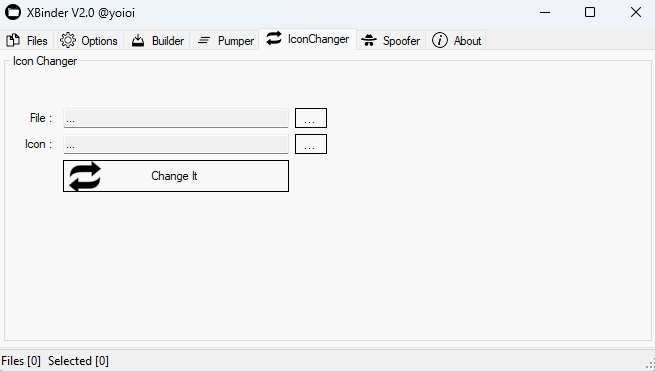 XBinder V2.0 @yoioi
Files Options Builder Pumper IconChanger Spoofer About
Icon Changer
File : ... ...
Icon : ... ...
Change It
Files [0] Selected [0]